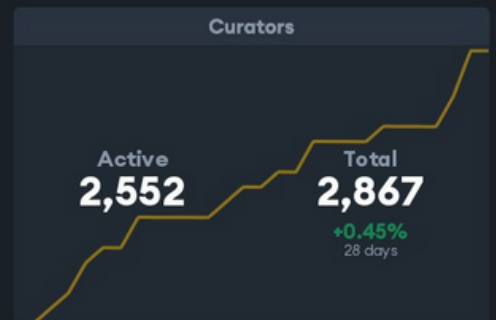 Curators
Active
2,552
Total
2,867
+0.45%
28 days